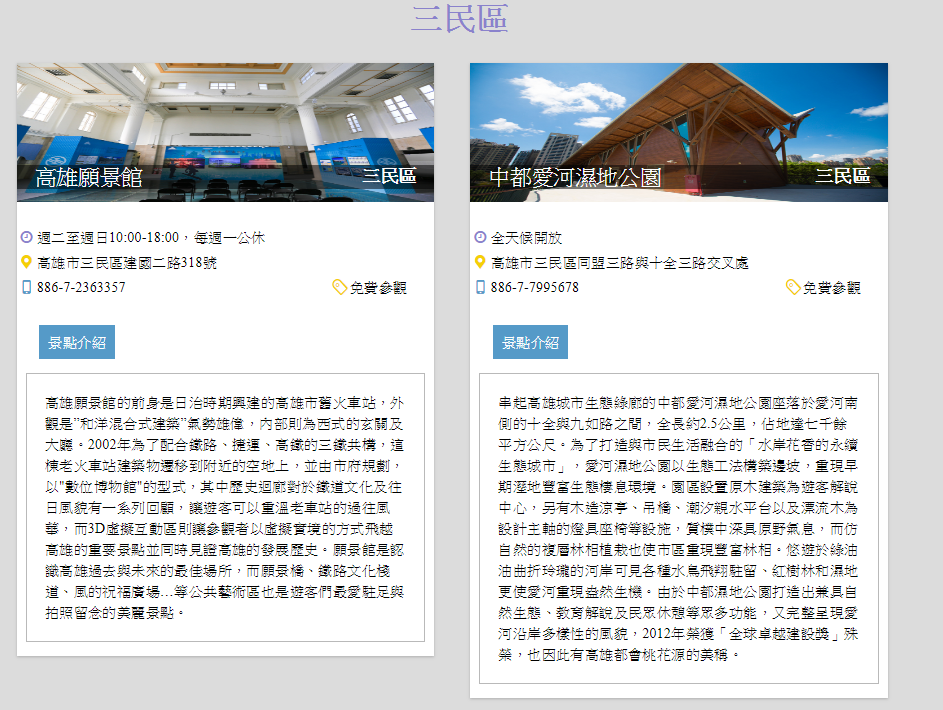 三民區
高雄願景館
三民區
週二至週日10:00-18:00，每週一公休
高雄市三民區建國二路318號
886-7-2363357
免費參觀
景點介紹
高雄願景館的前身是日治時期興建的高雄市舊火車站，外
觀是”和洋混合式建築”氣勢雄偉，內部則為西式的玄關及
大廳。2002年為了配合鐵路、捷運、高鐵的三鐵共構，這
棟老火車站建築物遷移到附近的空地上，並由市府規劃，
以"數位博物館"的型式，其中歷史迴廊對於鐵道文化及往
日風貌有一系列回顧，讓遊客可以重溫老車站的過往風
華，而3D虛擬互動區則讓參觀者以虛擬實境的方式飛越
高雄的重要景點並同時見證高雄的發展歷史。願景館是認
識高雄過去與未來的最佳場所，而願景橋、鐵路文化棧
道、風的祝福廣場...等公共藝術區也是遊客們最愛駐足與
拍照留念的美麗景點。
中都愛河濕地公園
三民區
全天候開放
高雄市三民區同盟三路與十全三路交叉處
886-7-7995678
免費參觀
景點介紹
串起高雄城市生態綠廊的中都愛河濕地公園座落於愛河南
側的十全與九如路之間，全長約2.5公里，佔地達七千餘
平方公尺。為了打造與市民生活融合的「水岸花香的永續
生態城市」，愛河濕地公園以生態工法構築邊坡，重現早
期溼地豐富生態棲息環境。園區設置原木建築為遊客解說
中心，另有木造涼亭、吊橋、潮汐親水平台以及漂流木為
設計主軸的燈具座椅等設施，質樸中深具原野氣息，而仿
自然的複層林相植栽也使市區重現豐富林相。悠遊於綠油
油曲折玲瓏的河岸可見各種水鳥飛翔駐留、紅樹林和濕地
更使愛河重現盎然生機。由於中都濕地公園打造出兼具自
然生態、教育解說及民眾休憩等眾多功能，又完整呈現愛
河沿岸多樣性的風貌，2012年榮獲「全球卓越建設獎」殊
榮，也因此有高雄都會桃花源的美稱。